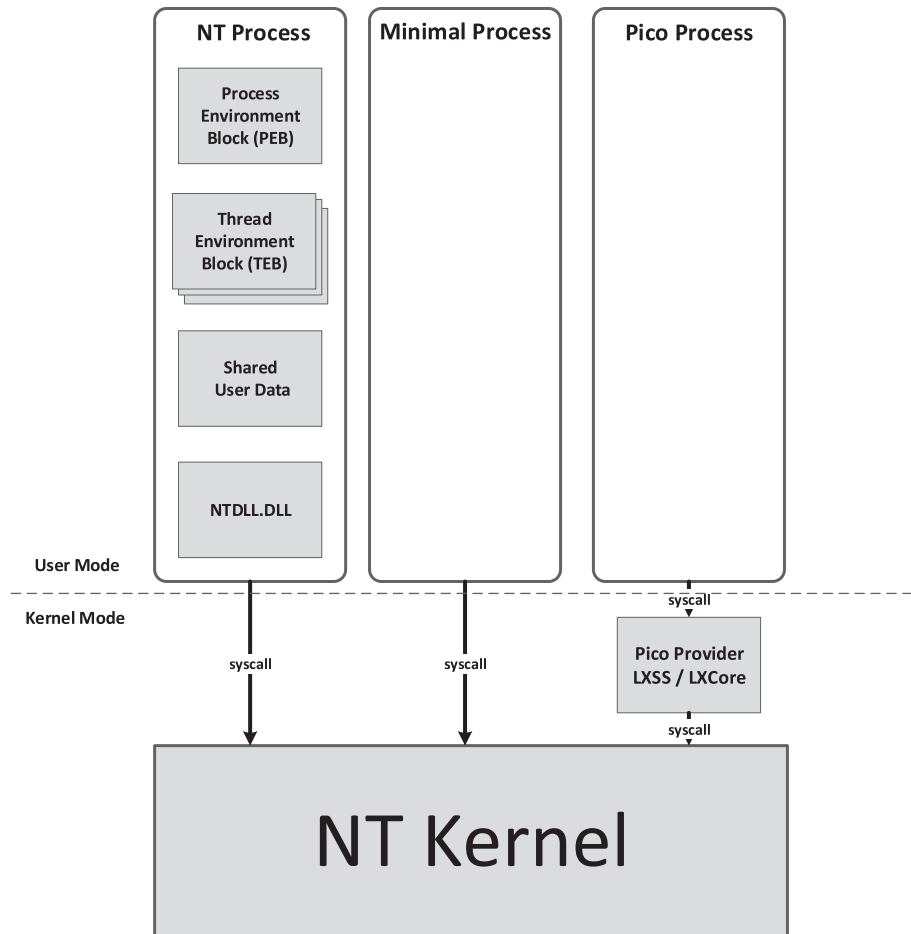 NT Process
Minimal Process
Pico Process
Process
Environment
Block (PEB)
Thread
Environment
Block (TEB)
Shared
User Data
NTDLL.DLL
User Mode
Kernel Mode
syscall
syscall
syscall
Pico Provider
LXSS / LXCore
syscall
NT Kernel